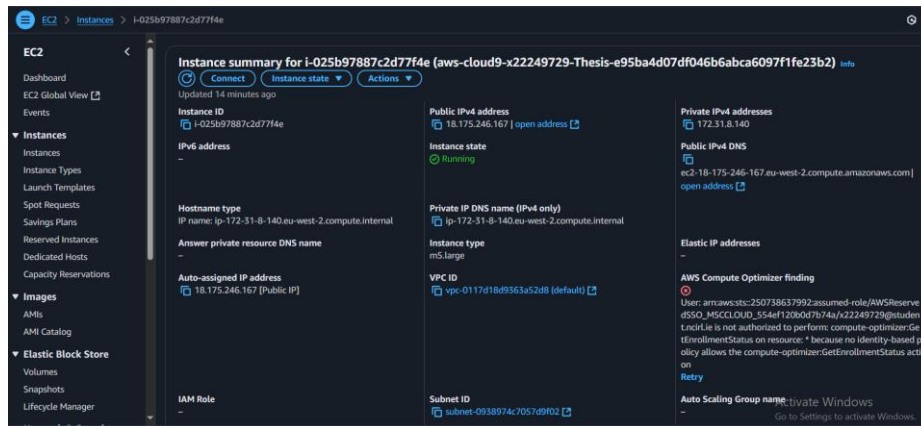 EC2 > Instances > i-025b97887c2d77f4e
EC2
Dashboard
EC2 Global View
Events
Instances
Instances
Instance Types
Launch Templates
Spot Requests
Savings Plans
Reserved Instances
Dedicated Hosts
Capacity Reservations
Images
AMIs
AMI Catalog
Elastic Block Store
Volumes
Snapshots
Lifecycle Manager
Instance summary for i-025b97887c2d77f4e (aws-cloud9-x22249729-Thesis-e95ba4d07df046b6abca6097f1fe23b2) Info
Connect Instance state Actions
Updated 14 minutes ago
Instance ID
i-025b97887c2d77f4e
Public IPv4 address
18.175.246.167 | open address
Private IPv4 addresses
172.31.8.140
IPv6 address
–
Instance state
Running
Public IPv4 DNS
ec2-18-175-246-167.eu-west-2.compute.amazonaws.com |
open address
Hostname type
IP name: ip-172-31-8-140.eu-west-2.compute.internal
Private IP DNS name (IPv4 only)
ip-172-31-8-140.eu-west-2.compute.internal
Answer private resource DNS name
–
Instance type
m5.large
Elastic IP addresses
–
Auto-assigned IP address
18.175.246.167 [Public IP]
VPC ID
vpc-0117d18d9363a52d8 (default)
AWS Compute Optimizer finding
User: arn:aws:sts::250738637992:assumed-role/AWSReserve
dSSO_MSCCLOUD_554ef120b0d7b74a/x22249729@studen
t.ncirl.ie is not authorized to perform: compute-optimizer:Ge
tEnrollmentStatus on resource: * because no identity-based p
olicy allows the compute-optimizer:GetEnrollmentStatus acti
on
Retry
IAM Role
–
Subnet ID
subnet-0938974c7057d9f02
Auto Scaling Group name
–
Activate Windows
Go to Settings to activate Windows.